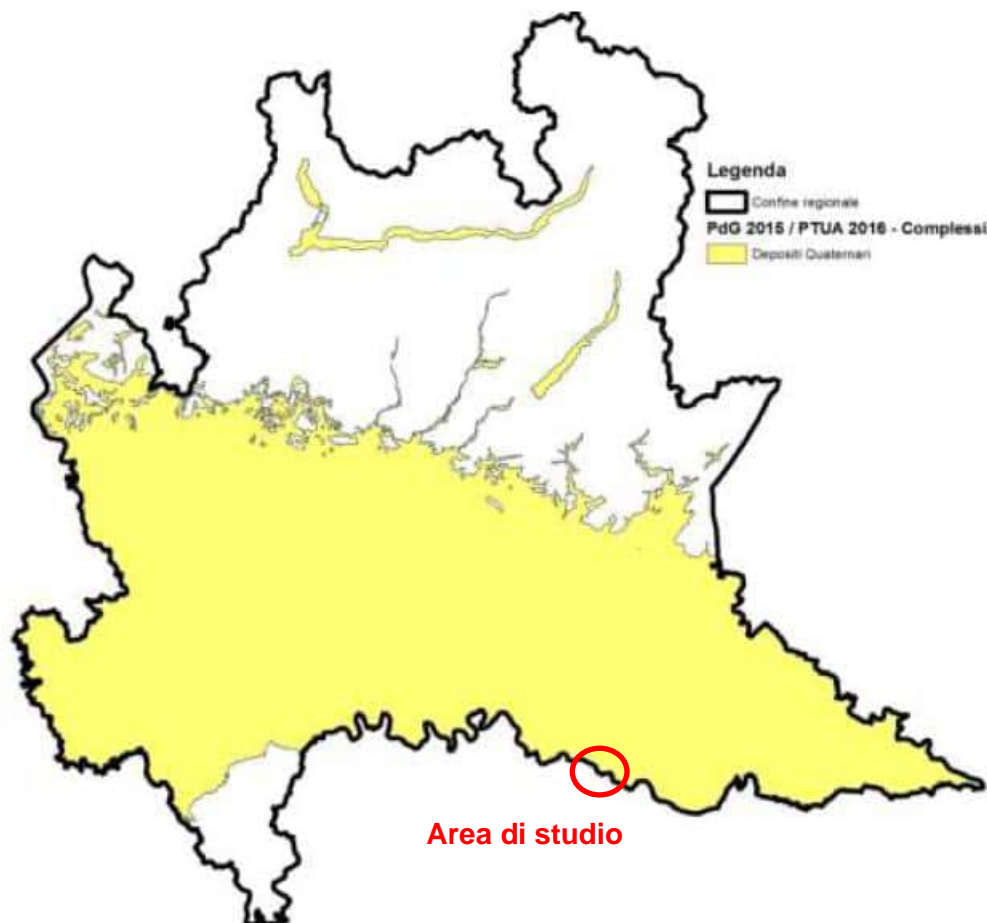 Legenda
Confine regionale
PdG 2015 / PTUA 2016 - Complessi
Depositi Quaternari
Area di studio